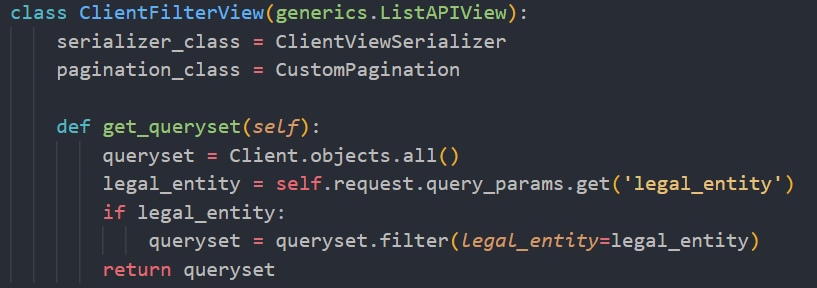 class ClientFilterView(generics.ListAPIView):
    serializer_class = ClientViewSerializer
    pagination_class = CustomPagination

    def get_queryset(self):
        queryset = Client.objects.all()
        legal_entity = self.request.query_params.get('legal_entity')
        if legal_entity:
            queryset = queryset.filter(legal_entity=legal_entity)
        return queryset